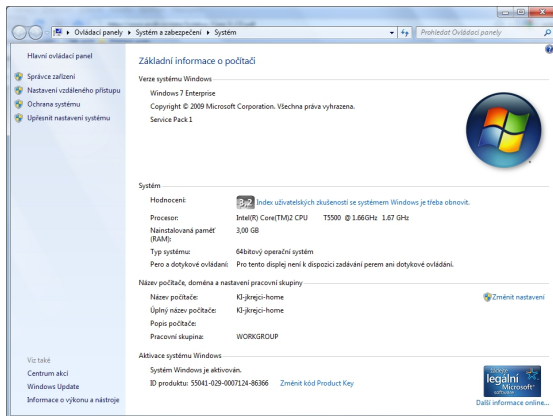 Ovládací panely ▸ Systém a zabezpečení ▸ Systém
Prohledat Ovládací panely
Hlavní ovládací panel
Správce zařízení
Nastavení vzdáleného přístupu
Ochrana systému
Upřesnit nastavení systému
Základní informace o počítači
Verze systému Windows
Windows 7 Enterprise
Copyright © 2009 Microsoft Corporation. Všechna práva vyhrazena.
Service Pack 1
Systém
Hodnocení: 3,2 Index uživatelských zkušeností se systémem Windows je třeba obnovit.
Procesor: Intel(R) Core(TM)2 CPU T5500 @ 1.66GHz 1.67 GHz
Nainstalovaná paměť (RAM): 3,00 GB
Typ systému: 64bitový operační systém
Pero a dotykové ovládání: Pro tento displej není k dispozici zadávání perem ani dotykové ovládání.
Název počítače, doména a nastavení pracovní skupiny
Název počítače: KI-jkrejci-home
Změnit nastavení
Úplný název počítače: KI-jkrejci-home
Popis počítače:
Pracovní skupina: WORKGROUP
Aktivace systému Windows
Systém Windows je aktivován.
ID produktu: 55041-029-0007124-86366 Změnit kód Product Key
žádejte
legální
Microsoft
software
Další informace online...
Viz také
Centrum akcí
Windows Update
Informace o výkonu a nástroje